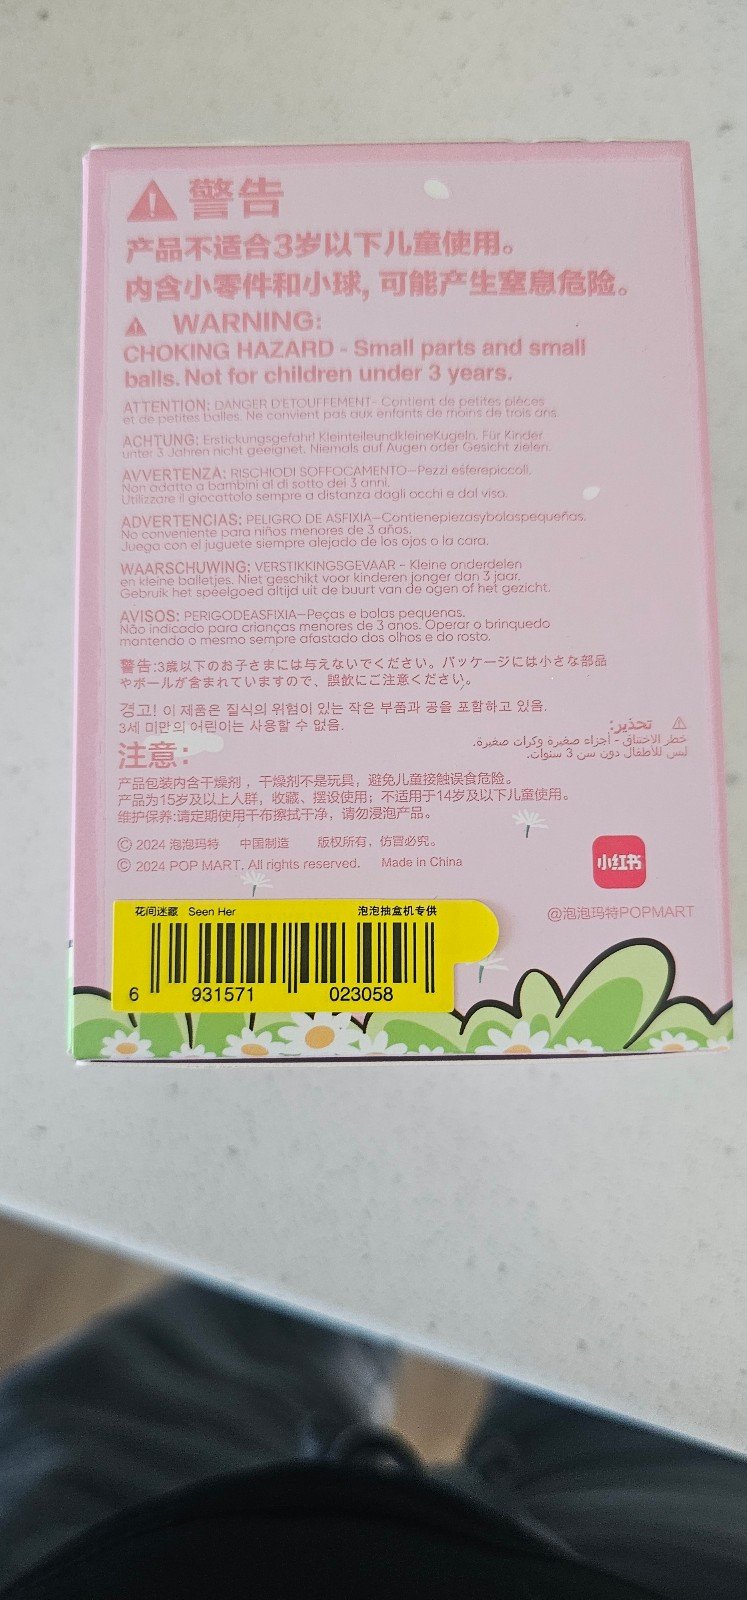 警告
产品不适合3岁以下儿童使用。
内含小零件和小球, 可能产生窒息危险。
WARNING:
CHOKING HAZARD - Small parts and small
balls. Not for children under 3 years.
ATTENTION: DANGER D'ETOUFFEMENT- Contient de petites pièces
et de petites balles. Ne convient pas aux enfants de moins de trois ans.
ACHTUNG: Erstickungsgefahr! KleinteileundkleineKugeln. Für Kinder
unter 3 Jahren nicht geeignet. Niemals auf Augen oder Gesicht zielen.
AVVERTENZA: RISCHIODI SOFFOCAMENTO—Pezzi esferepiccoli.
Non adatto a bambini al di sotto dei 3 anni.
Utilizzare il giocattolo sempre a distanza dagli occhi e dal viso.
ADVERTENCIAS: PELIGRO DE ASFIXIA—Contienepiezasybolaspequeñas.
No conveniente para niños menores de 3 años.
Juega con el juguete siempre alejado de los ojos o la cara.
WAARSCHUWING: VERSTIKKINGSGEVAAR - Kleine onderdelen
en kleine balletjes. Niet geschikt voor kinderen jonger dan 3 jaar.
Gebruik het speelgoed altijd uit de buurt van de ogen of het gezicht.
AVISOS: PERIGODEASFIXIA—Peças e bolas pequenas.
Não indicado para crianças menores de 3 anos. Operar o brinquedo
mantendo o mesmo sempre afastado dos olhos e do rosto.
警告:3歳以下のお子さまには与えないでください。パッケージには小さな部品
やボールが含まれていますので、誤飲にご注意ください。
경고! 이 제품은 질식의 위험이 있는 작은 부품과 공을 포함하고 있음.
3세 미만의 어린이는 사용할 수 없음.
تحذير:
خطر الاختناق - أجزاء صغيرة وكرات صغيرة.
ليس للأطفال دون سن 3 سنوات.
注意:
产品包装内含干燥剂，干燥剂不是玩具，避免儿童接触误食危险。
产品为15岁及以上人群，收藏、摆设使用；不适用于14岁及以下儿童使用。
维护保养:请定期使用干布擦拭干净，请勿浸泡产品。
© 2024 泡泡玛特 中国制造 版权所有，仿冒必究。
© 2024 POP MART. All rights reserved. Made in China
小红书
@泡泡玛特POPMART
花间迷藏 Seen Her 泡泡抽盒机专供
6 931571 023058